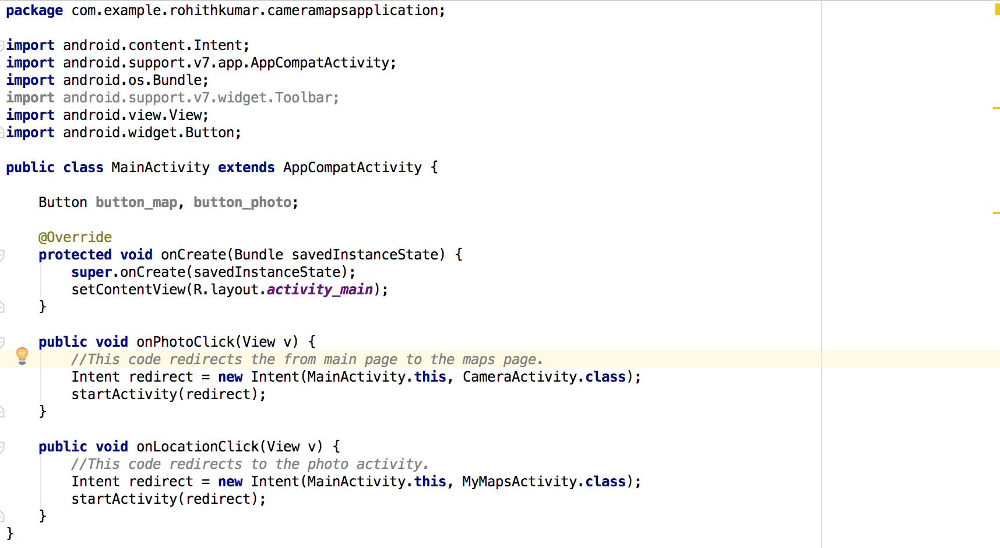 package com.example.rohithkumar.cameramapsapplication;
import android.content.Intent;
import android.support.v7.app.AppCompatActivity;
import android.os.Bundle;
import android.support.v7.widget.Toolbar;
import android.view.View;
import android.widget.Button;
public class MainActivity extends AppCompatActivity {
Button button_map, button_photo;
@Override
protected void onCreate(Bundle savedInstanceState) {
super.onCreate(savedInstanceState);
setContentView(R.layout.activity_main);
}
public void onPhotoClick(View v) {
//This code redirects the from main page to the maps page.
Intent redirect = new Intent(MainActivity.this, CameraActivity.class);
startActivity(redirect);
}
public void onLocationClick(View v) {
//This code redirects to the photo activity.
Intent redirect = new Intent(MainActivity.this, MyMapsActivity.class);
startActivity(redirect);
}
}